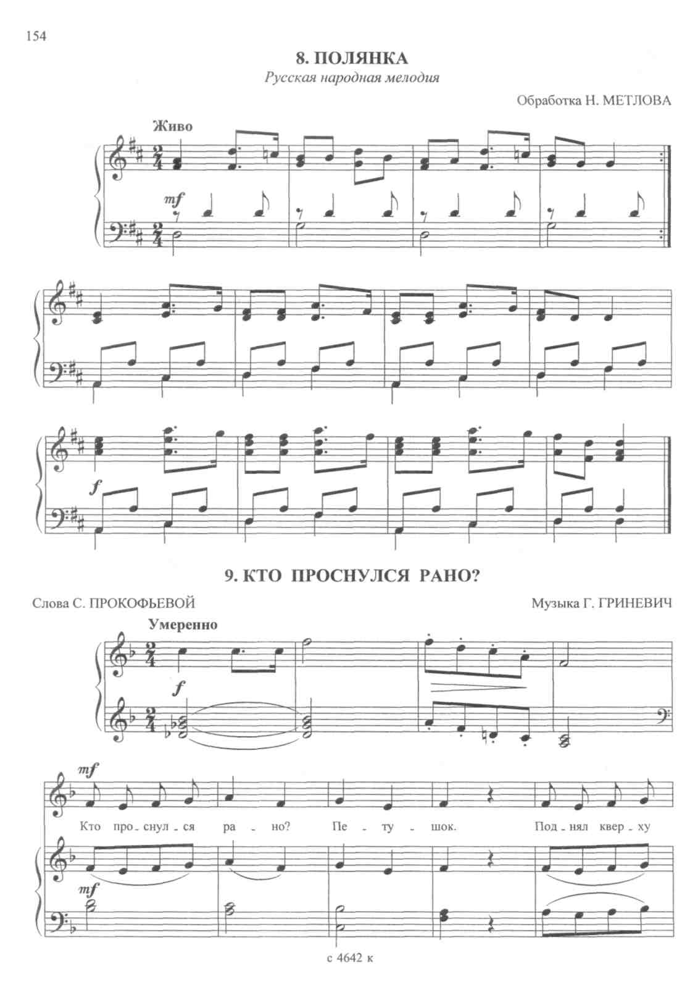 154
8. ПОЛЯНКА
Русская народная мелодия
Обработка Н. МЕТЛОВА
Живо
mf
f
9. КТО ПРОСНУЛСЯ РАНО?
Слова С. ПРОКОФЬЕВОЙ Музыка Г. ГРИНЕВИЧ
Умеренно
f
mf
Кто про - снул - ся ра - но? Пе - ту - шок. Под - нял квер - ху
mf
с 4642 к